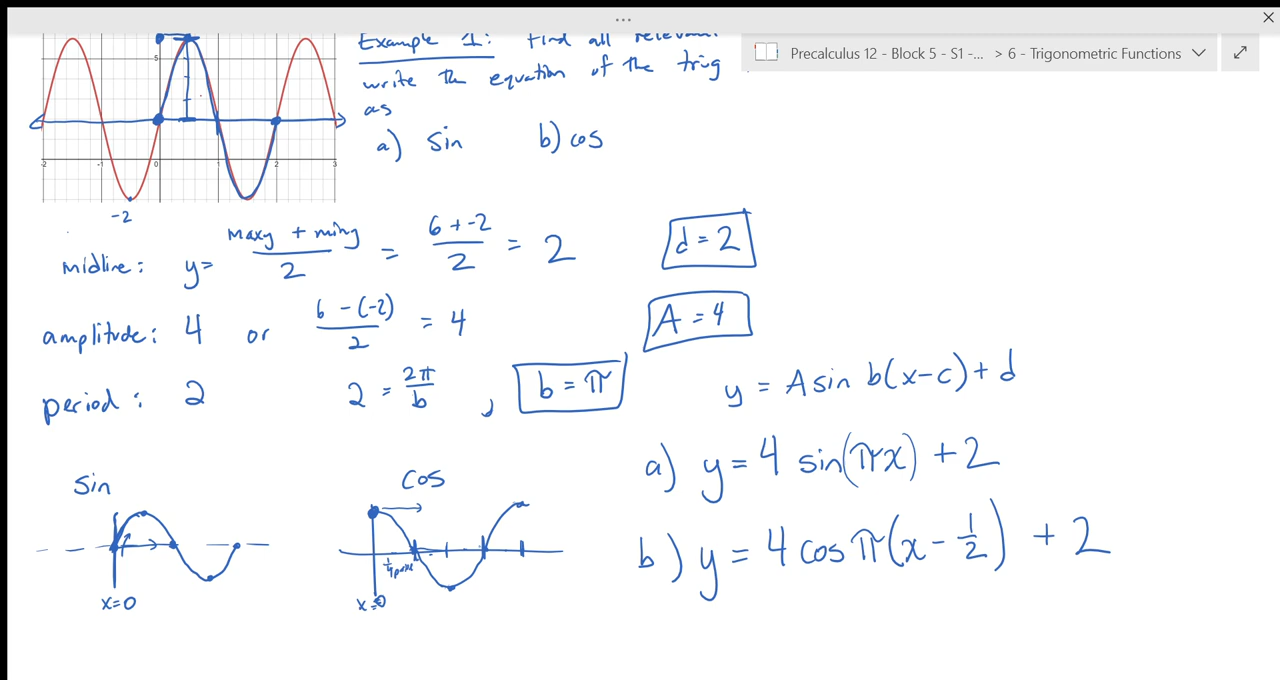 ...
Precalculus 12 - Block 5 - S1 -... > 6 - Trigonometric Functions
Example 1: Find all relevant
write the equation of the trig
as
a) sin b) cos
5
-2 -1 0 1 2 3
-2
midline: y = (max y + min y)/2 = (6 + -2)/2 = 2 d = 2
amplitude: 4 or (6 - (-2))/2 = 4 A = 4
period: 2 2 = 2π/b , b = π
y = A sin b(x-c) + d
a) y = 4 sin(πx) + 2
sin cos
b) y = 4 cos π(x - 1/2) + 2
x=0 x=0